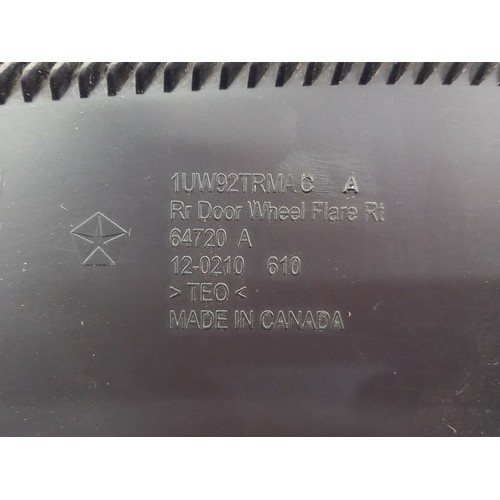 1UW92TRMAC A
Rr Door Wheel Flare Rt
64720 A
12-0210 610
> TEO <
MADE IN CANADA